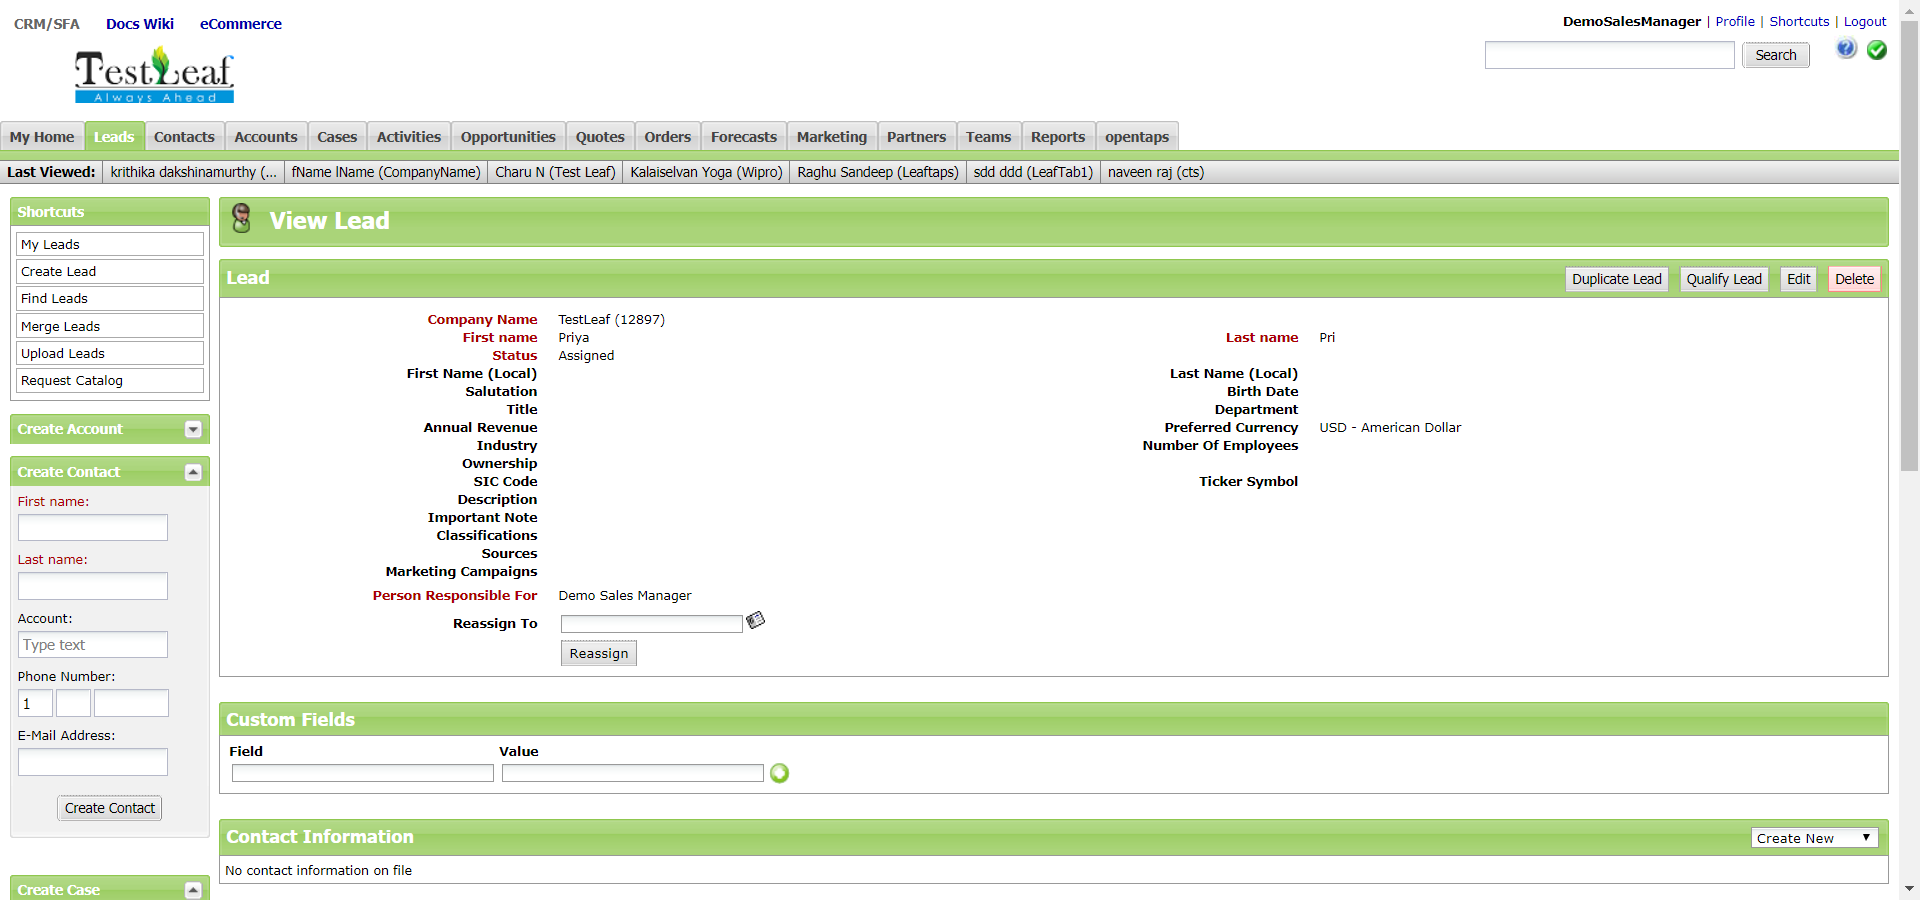 CRM/SFA Docs Wiki eCommerce
DemoSalesManager | Profile | Shortcuts | Logout
TestLeaf
Always Ahead
Search
My Home Leads Contacts Accounts Cases Activities Opportunities Quotes Orders Forecasts Marketing Partners Teams Reports opentaps
Last Viewed: krithika dakshinamurthy (... fName lName (CompanyName) Charu N (Test Leaf) Kalaiselvan Yoga (Wipro) Raghu Sandeep (Leaftaps) sdd ddd (LeafTab1) naveen raj (cts)
Shortcuts
My Leads
Create Lead
Find Leads
Merge Leads
Upload Leads
Request Catalog
Create Account
Create Contact
First name:
Last name:
Account:
Type text
Phone Number:
1
E-Mail Address:
Create Contact
Create Case
View Lead
Lead
Duplicate Lead Qualify Lead Edit Delete
Company Name TestLeaf (12897)
First name Priya Last name Pri
Status Assigned
First Name (Local) Last Name (Local)
Salutation Birth Date
Title Department
Annual Revenue Preferred Currency USD - American Dollar
Industry Number Of Employees
Ownership
SIC Code Ticker Symbol
Description
Important Note
Classifications
Sources
Marketing Campaigns
Person Responsible For Demo Sales Manager
Reassign To
Reassign
Custom Fields
Field Value
Contact Information
Create New
No contact information on file